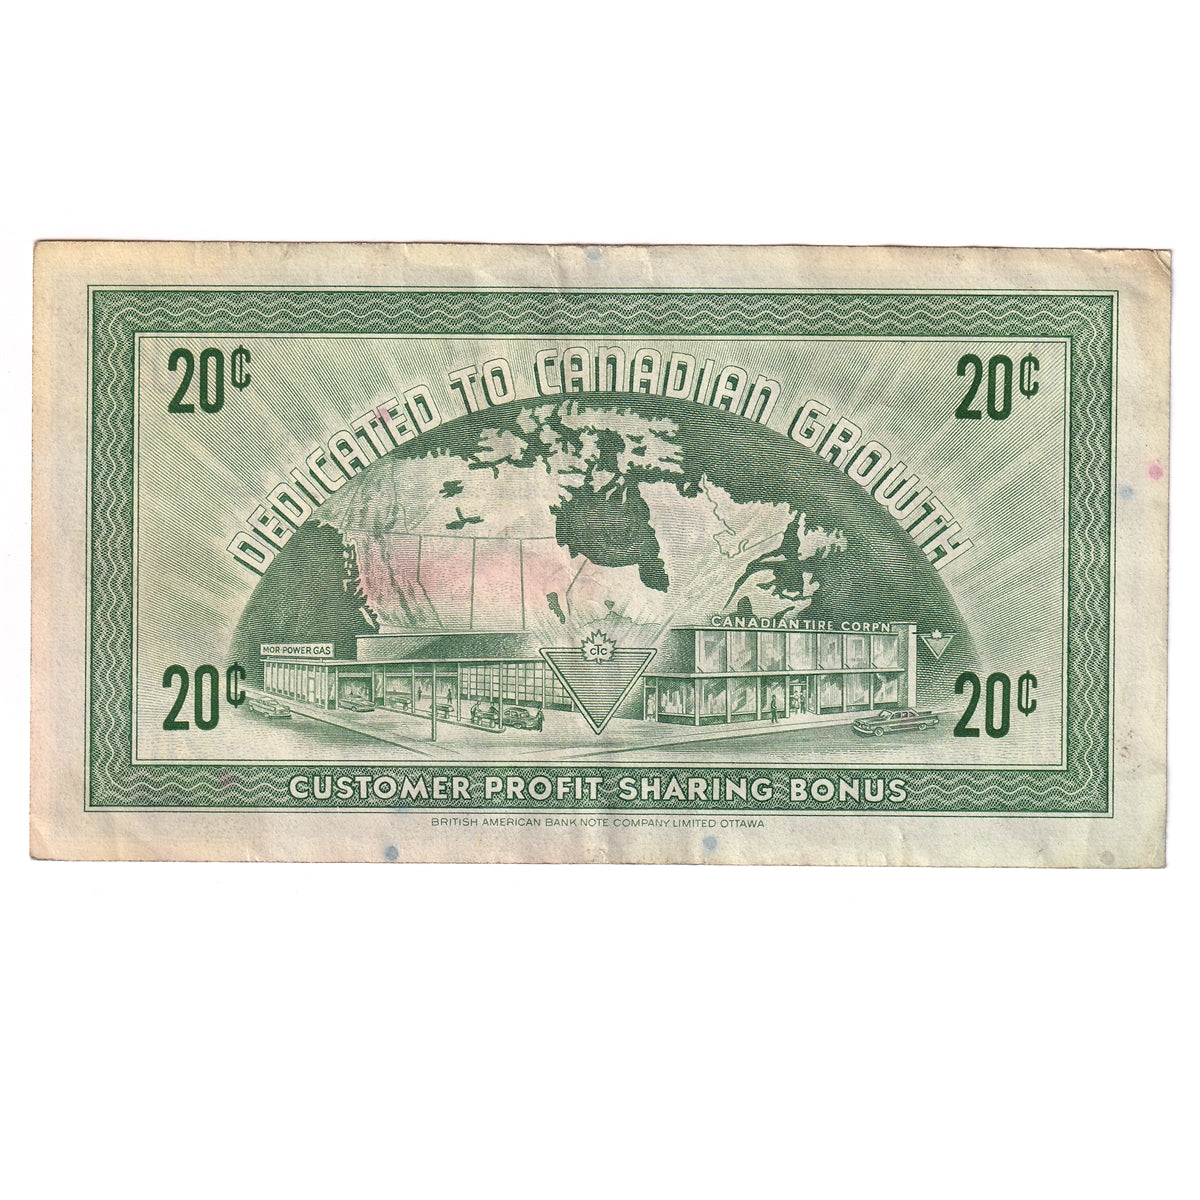 20¢ 20¢
DEDICATED TO CANADIAN GROWTH
CANADIAN TIRE CORP'N.
MOR-POWER GAS
CTC
20¢ 20¢
CUSTOMER PROFIT SHARING BONUS
BRITISH AMERICAN BANK NOTE COMPANY LIMITED OTTAWA